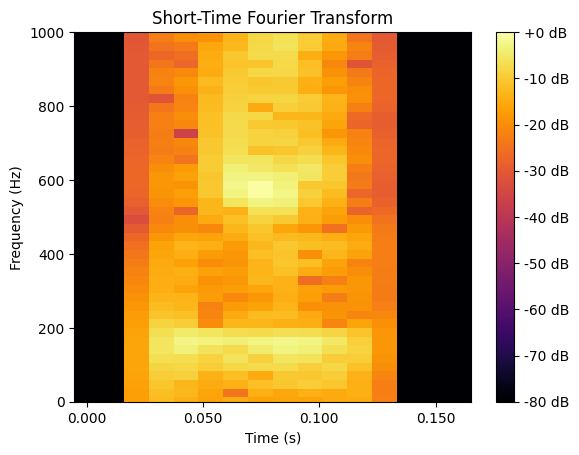 Short-Time Fourier Transform
1000
800
600
400
200
0
Frequency (Hz)
0.000
0.050
0.100
0.150
Time (s)
+0 dB
-10 dB
-20 dB
-30 dB
-40 dB
-50 dB
-60 dB
-70 dB
-80 dB